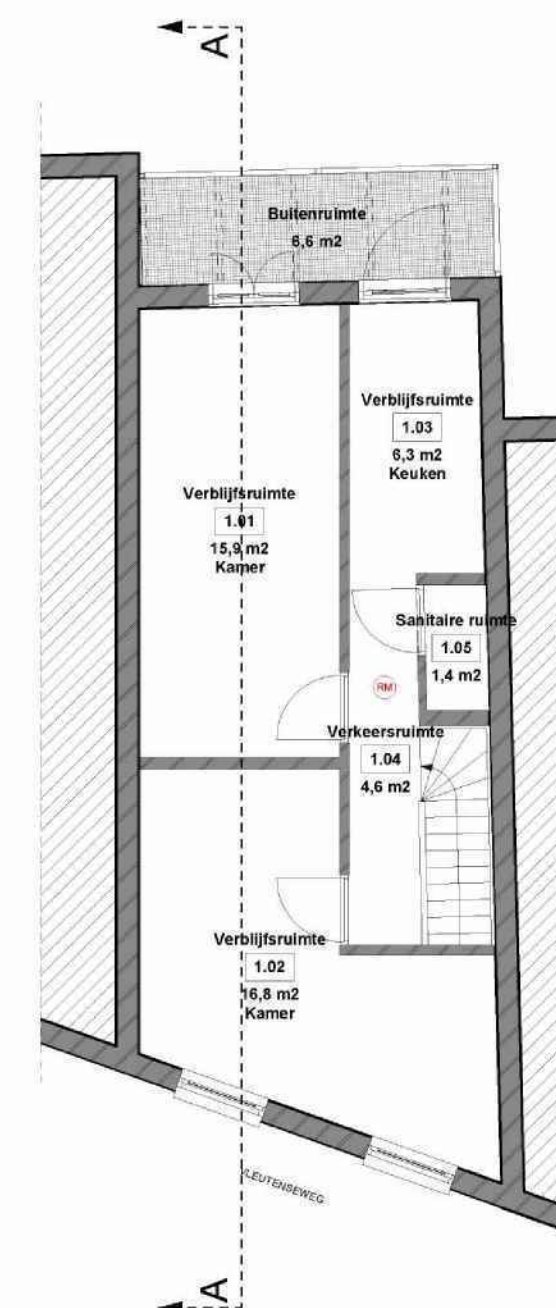 A
Buitenruimte
6,6 m2
Verblijfsruimte
1.03
6,3 m2
Keuken
Verblijfsruimte
1.01
15,9 m2
Kamer
Sanitaire ruimte
1.05
1,4 m2
RM
Verkeersruimte
1.04
4,6 m2
Verblijfsruimte
1.02
16,8 m2
Kamer
VLEUTENSEWEG
A